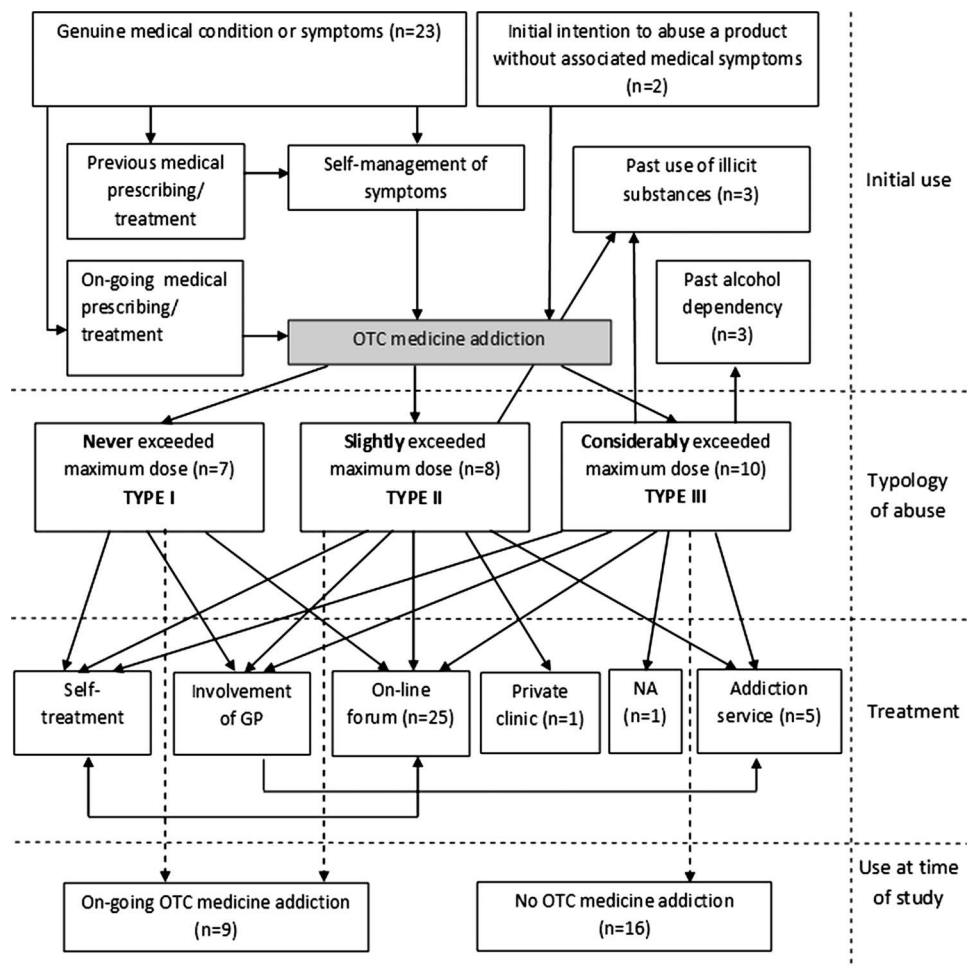 Genuine medical condition or symptoms (n=23)
Initial intention to abuse a product
without associated medical symptoms
(n=2)
Previous medical
prescribing/
treatment
Self-management of
symptoms
Past use of illicit
substances (n=3)
Initial use
On-going medical
prescribing/
treatment
Past alcohol
dependency
(n=3)
OTC medicine addiction
Never exceeded
maximum dose (n=7)
TYPE I
Slightly exceeded
maximum dose (n=8)
TYPE II
Considerably exceeded
maximum dose (n=10)
TYPE III
Typology
of abuse
Self-
treatment
Involvement
of GP
On-line
forum (n=25)
Private
clinic (n=1)
NA
(n=1)
Addiction
service (n=5)
Treatment
On-going OTC medicine addiction
(n=9)
No OTC medicine addiction
(n=16)
Use at time
of study